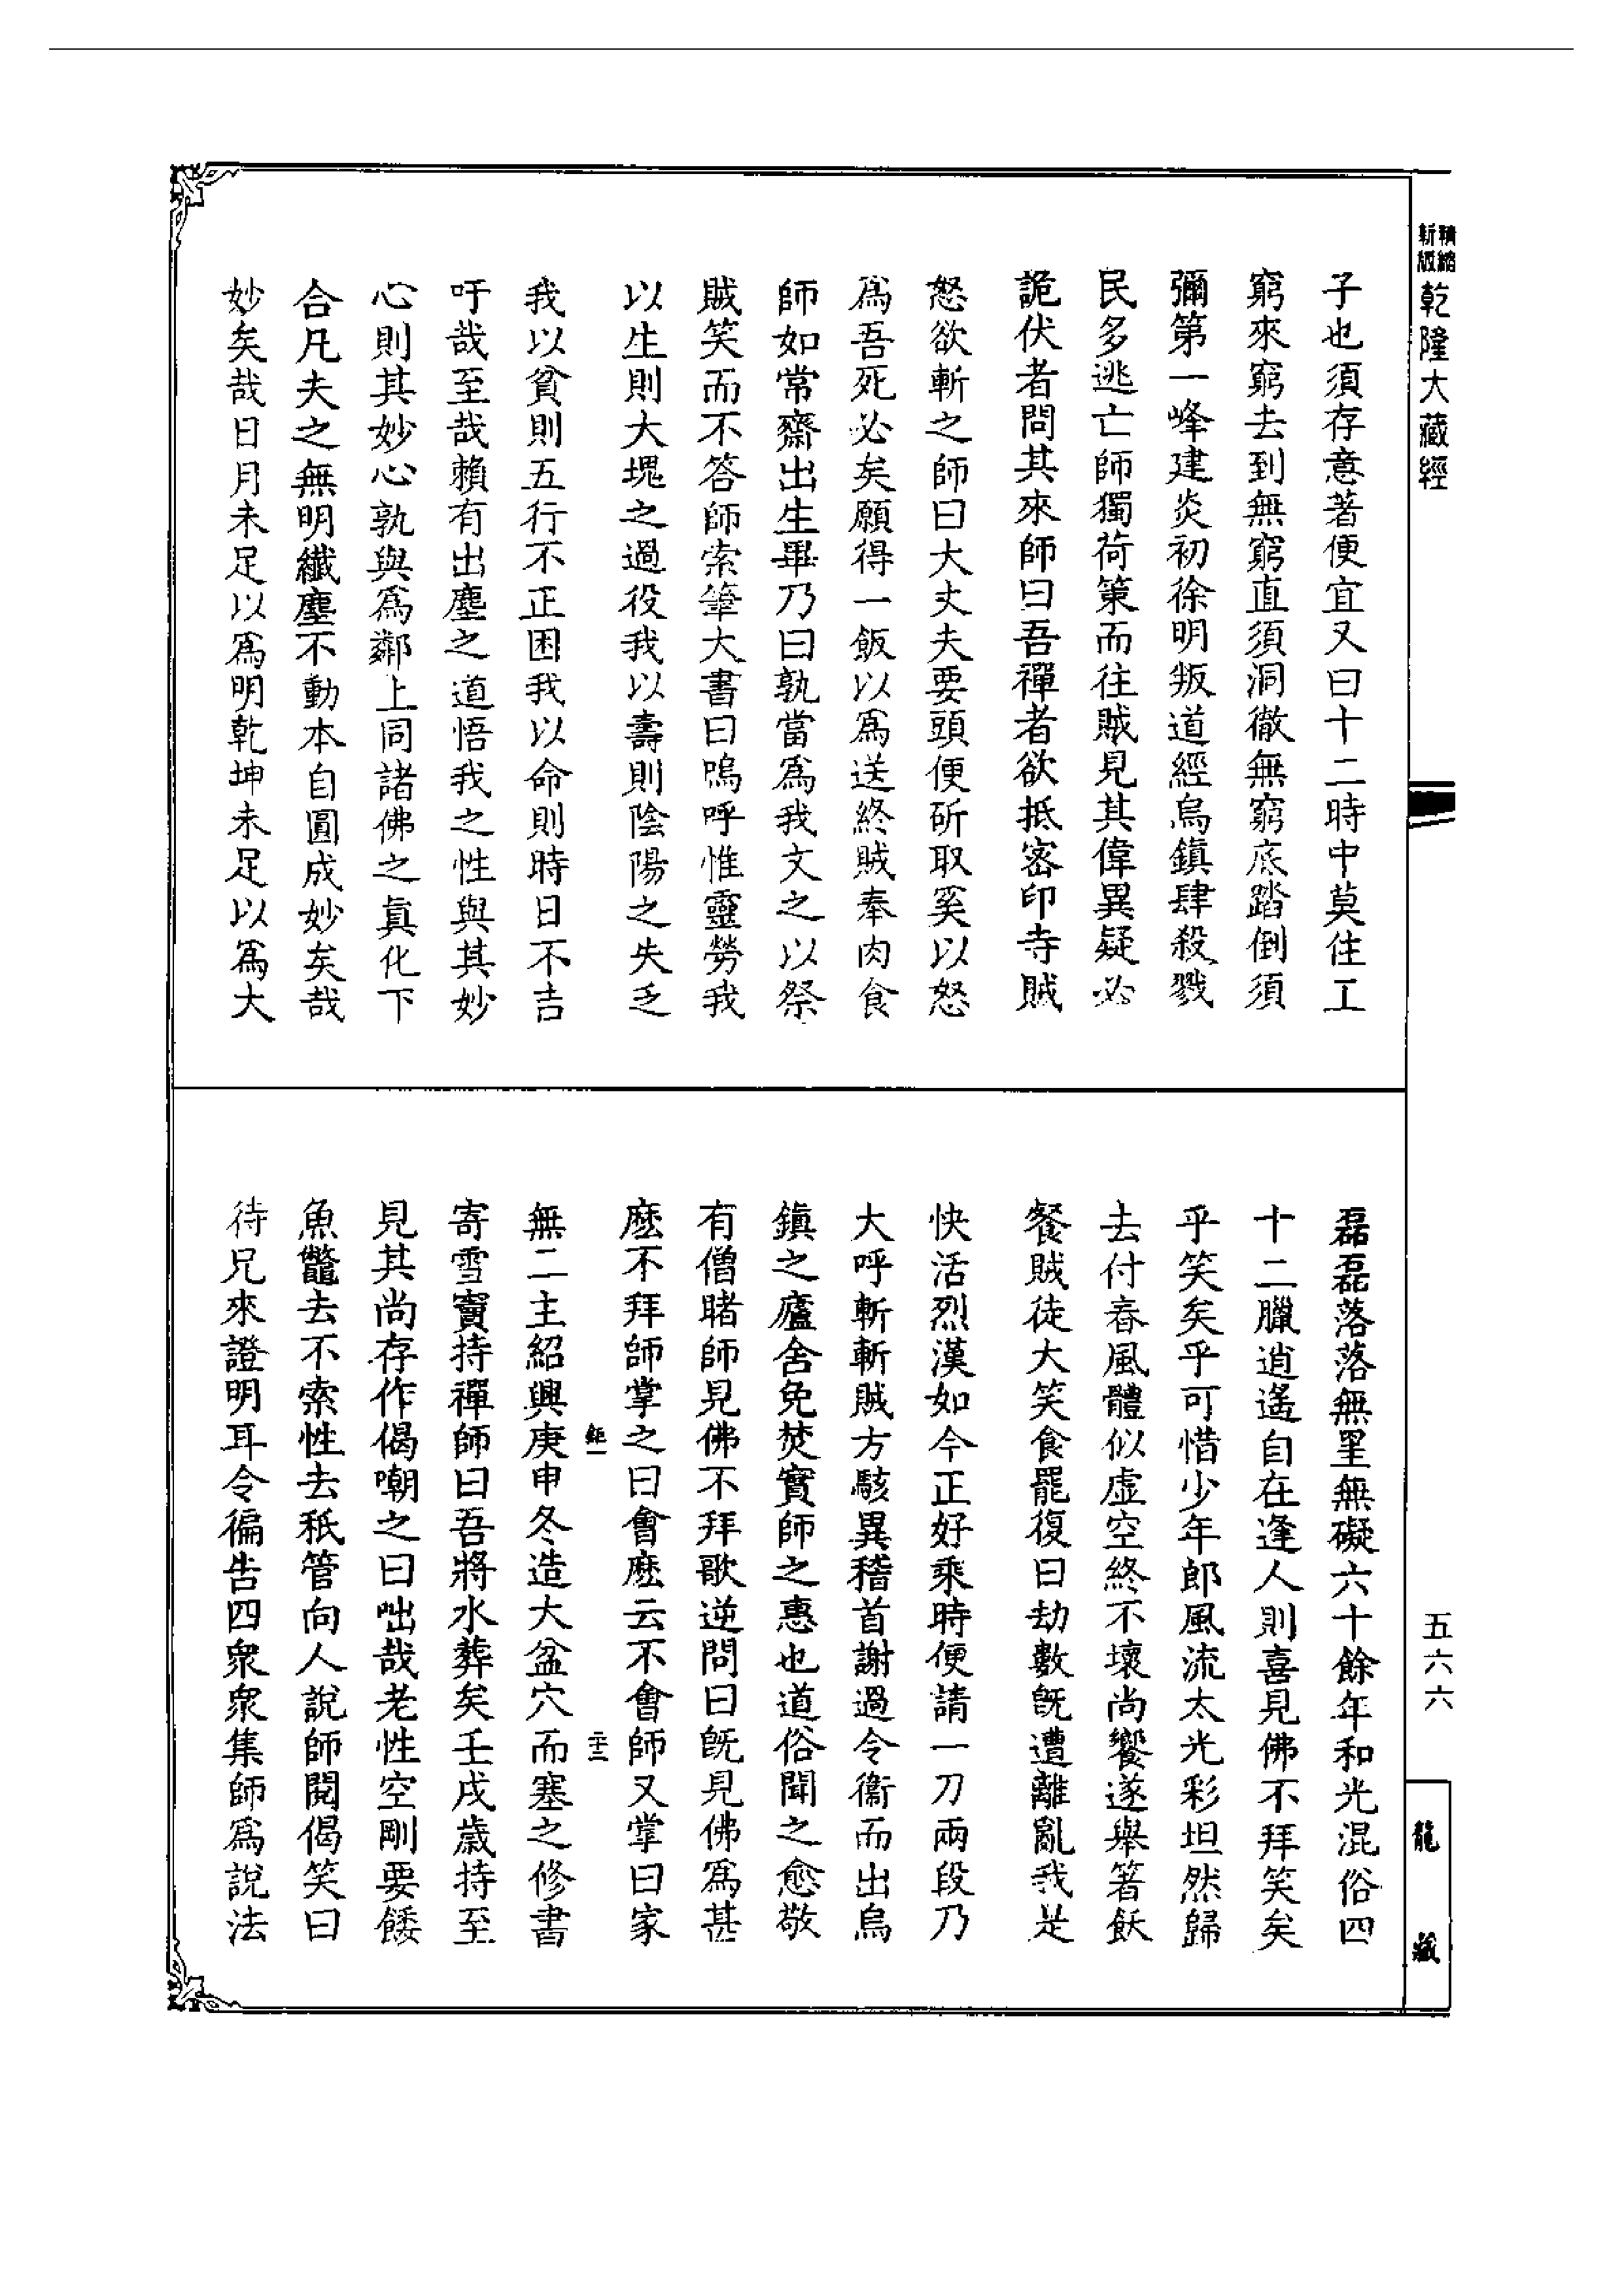 精縮
新版
乾隆大藏經
子也須存意著便宜又曰十二時中莫住工
窮來窮去到無窮直須洞徹無窮底踏倒須
彌第一峰建炎初徐明叛道經烏鎮肆殺戮
民多逃亡師獨荷策而往賊見其偉異疑必
詭伏者問其來師曰吾禪者欲抵密印寺賊
怒欲斬之師曰大丈夫要頭便斫取奚以怒
為吾死必矣願得一飯以為送終賊奉肉食
師如常齋出生畢乃曰孰當為我文之以祭
賊笑而不答師索筆大書曰嗚呼惟靈勞我
以生則大塊之過役我以壽則陰陽之失乏
我以貧則五行不正困我以命則時日不吉
吁哉至哉賴有出塵之道悟我之性與其妙
心則其妙心孰與為鄰上同諸佛之真化下
合凡夫之無明纖塵不動本自圓成妙矣哉
妙矣哉日月未足以為明乾坤未足以為大
磊磊落落無罣無礙六十餘年和光混俗四
十二臘逍遙自在逢人則喜見佛不拜笑矣
乎笑矣乎可惜少年郎風流太光彩坦然歸
去付春風體似虛空終不壞尚饗遂舉箸飫
餐賊徒大笑食罷復曰劫數既遭離亂我是
快活烈漢如今正好乘時便請一刀兩段乃
大呼斬斬賊方駭異稽首謝過令衛而出烏
鎮之廬舍免焚實師之惠也道俗聞之愈敬
有僧睹師見佛不拜歌逆問曰既見佛為甚
麼不拜師掌之曰會麼云不會師又掌曰家
鉅一
二十三
無二主紹興庚申冬造大盆穴而塞之修書
寄雪竇持禪師曰吾將水葬矣壬戌歲持至
見其尚存作偈嘲之曰咄哉老性空剛要餧
魚鼈去不索性去秖管向人說師閱偈笑曰
待兄來證明耳令徧告四眾眾集師為說法
五六六
龍藏